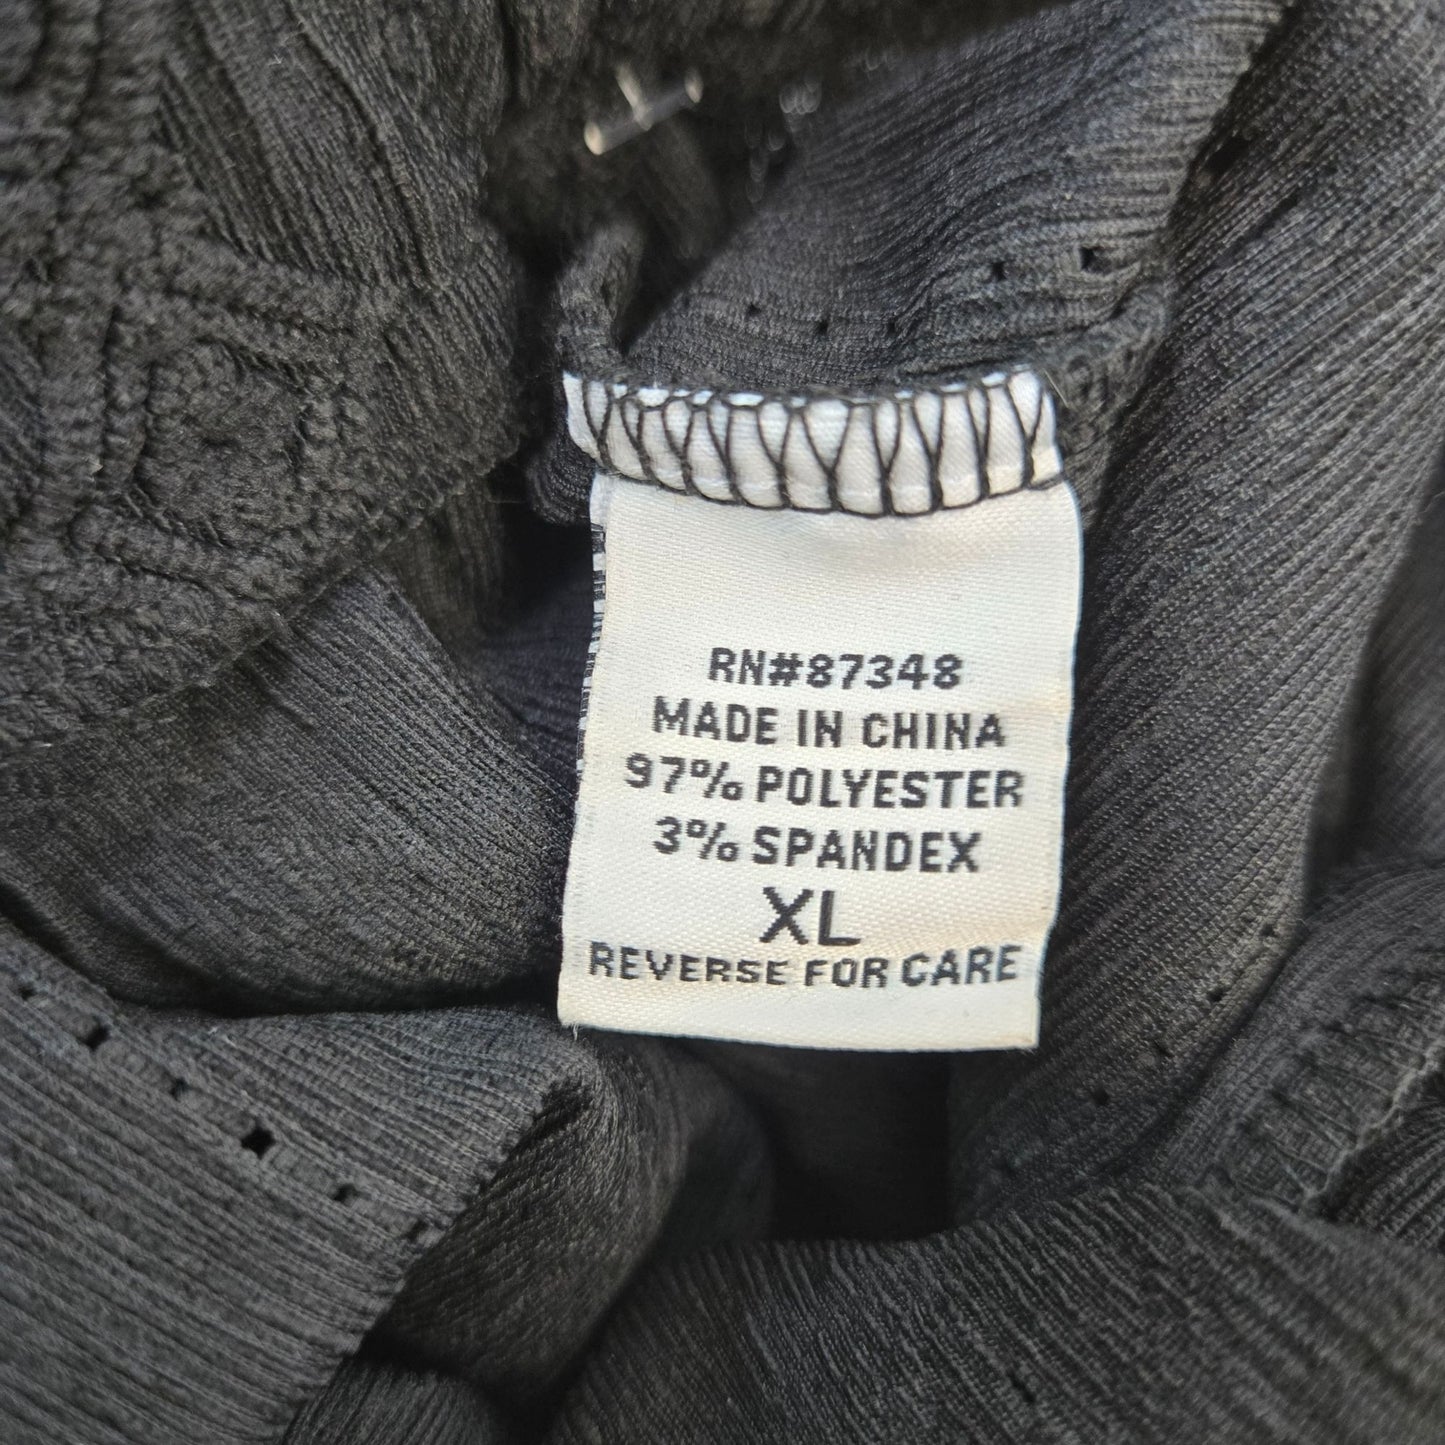 RN#87348
MADE IN CHINA
97% POLYESTER
3% SPANDEX
XL
REVERSE FOR CARE